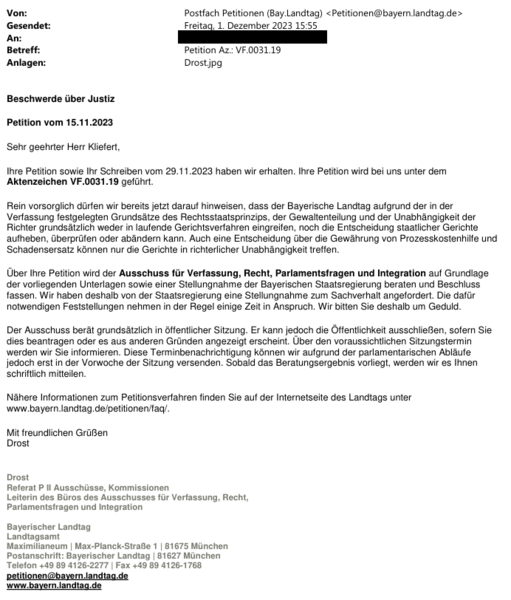 Von: Postfach Petitionen (Bay.Landtag) <Petitionen@bayern.landtag.de>
Gesendet: Freitag, 1. Dezember 2023 15:55
An:
Betreff: Petition Az.: VF.0031.19
Anlagen: Drost.jpg
Beschwerde über Justiz
Petition vom 15.11.2023
Sehr geehrter Herr Kliefert,
Ihre Petition sowie Ihr Schreiben vom 29.11.2023 haben wir erhalten. Ihre Petition wird bei uns unter dem
Aktenzeichen VF.0031.19 geführt.
Rein vorsorglich dürfen wir bereits jetzt darauf hinweisen, dass der Bayerische Landtag aufgrund der in der
Verfassung festgelegten Grundsätze des Rechtsstaatsprinzips, der Gewaltenteilung und der Unabhängigkeit der
Richter grundsätzlich weder in laufende Gerichtsverfahren eingreifen, noch die Entscheidung staatlicher Gerichte
aufheben, überprüfen oder abändern kann. Auch eine Entscheidung über die Gewährung von Prozesskostenhilfe und
Schadensersatz können nur die Gerichte in richterlicher Unabhängigkeit treffen.
Über Ihre Petition wird der Ausschuss für Verfassung, Recht, Parlamentsfragen und Integration auf Grundlage
der vorliegenden Unterlagen sowie einer Stellungnahme der Bayerischen Staatsregierung beraten und Beschluss
fassen. Wir haben deshalb von der Staatsregierung eine Stellungnahme zum Sachverhalt angefordert. Die dafür
notwendigen Feststellungen nehmen in der Regel einige Zeit in Anspruch. Wir bitten Sie deshalb um Geduld.
Der Ausschuss berät grundsätzlich in öffentlicher Sitzung. Er kann jedoch die Öffentlichkeit ausschließen, sofern Sie
dies beantragen oder es aus anderen Gründen angezeigt erscheint. Über den voraussichtlichen Sitzungstermin
werden wir Sie informieren. Diese Terminbenachrichtigung können wir aufgrund der parlamentarischen Abläufe
jedoch erst in der Vorwoche der Sitzung versenden. Sobald das Beratungsergebnis vorliegt, werden wir es Ihnen
schriftlich mitteilen.
Nähere Informationen zum Petitionsverfahren finden Sie auf der Internetseite des Landtags unter
www.bayern.landtag.de/petitionen/faq/.
Mit freundlichen Grüßen
Drost
Drost
Referat P II Ausschüsse, Kommissionen
Leiterin des Büros des Ausschusses für Verfassung, Recht,
Parlamentsfragen und Integration
Bayerischer Landtag
Landtagsamt
Maximilianeum | Max-Planck-Straße 1 | 81675 München
Postanschrift: Bayerischer Landtag | 81627 München
Telefon +49 89 4126-2277 | Fax +49 89 4126-1768
petitionen@bayern.landtag.de
www.bayern.landtag.de